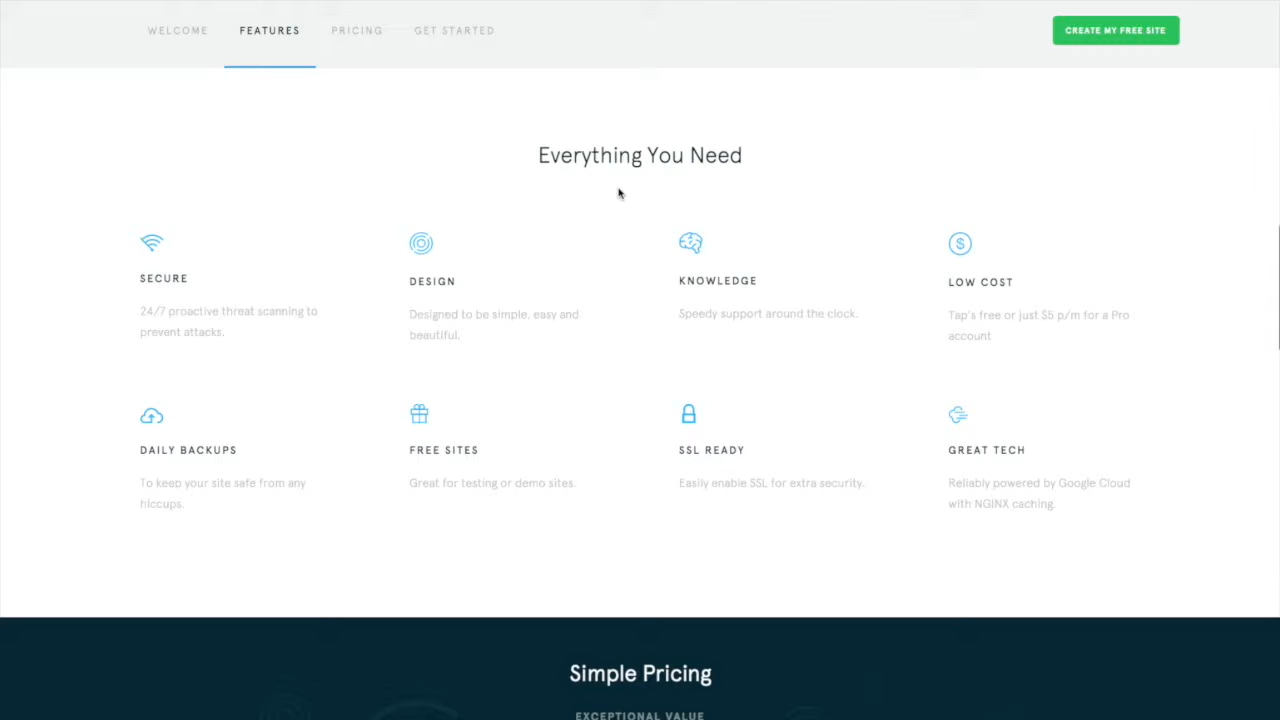 WELCOME
FEATURES
PRICING
GET STARTED
CREATE MY FREE SITE
Everything You Need
SECURE
24/7 proactive threat scanning to
prevent attacks.
DESIGN
Designed to be simple, easy and
beautiful.
KNOWLEDGE
Speedy support around the clock.
LOW COST
Tap's free or just $5 p/m for a Pro
account
DAILY BACKUPS
To keep your site safe from any
hiccups.
FREE SITES
Great for testing or demo sites.
SSL READY
Easily enable SSL for extra security.
GREAT TECH
Reliably powered by Google Cloud
with NGINX caching.
Simple Pricing
EXCEPTIONAL VALUE